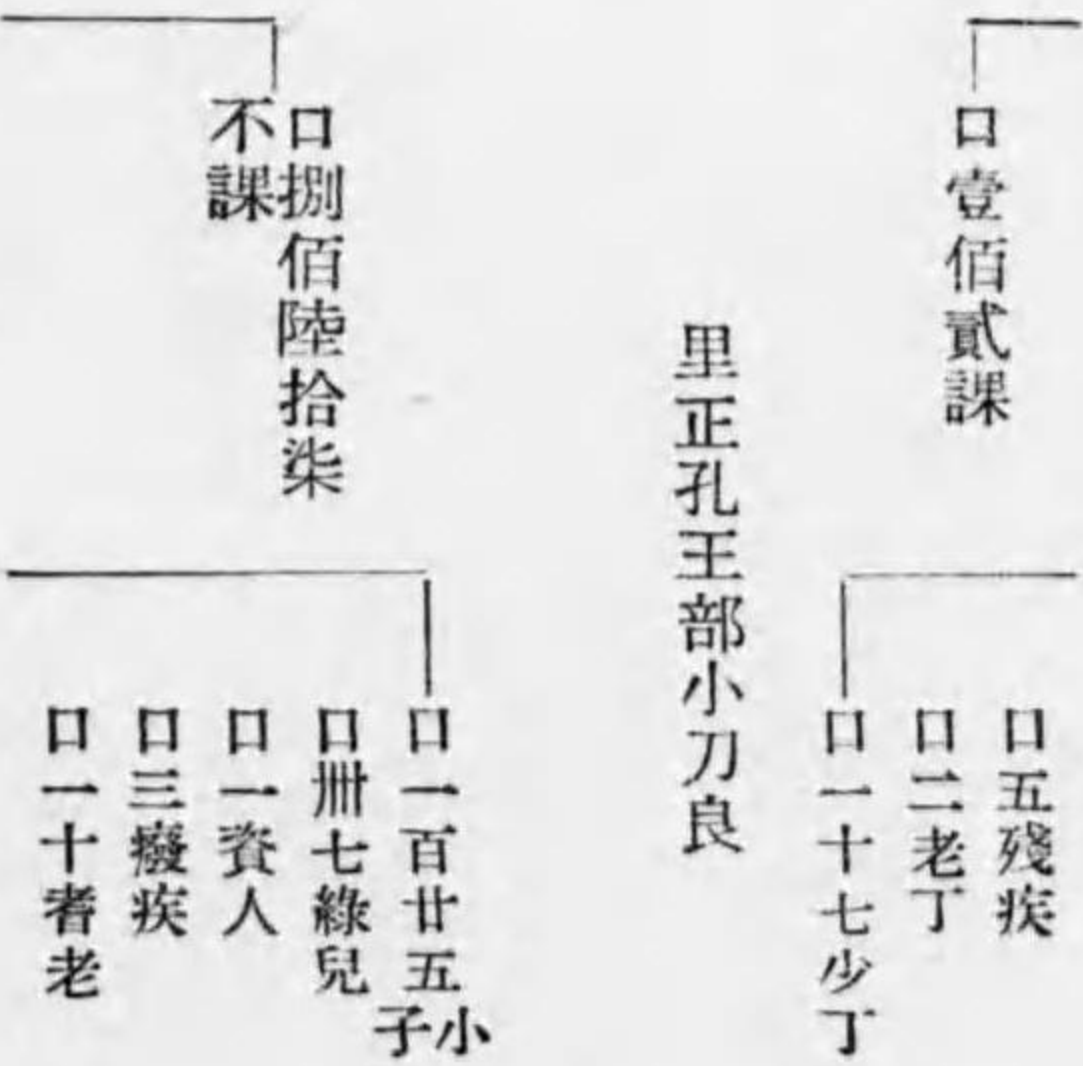 口壹佰貳課
口五殘疾
口二老丁
口一十七少丁
里正孔王部小刀良
口捌佰陸拾柒
不課
口一百廿五小子
口卌七綠兒
口一資人
口三癈疾
口一十耆老